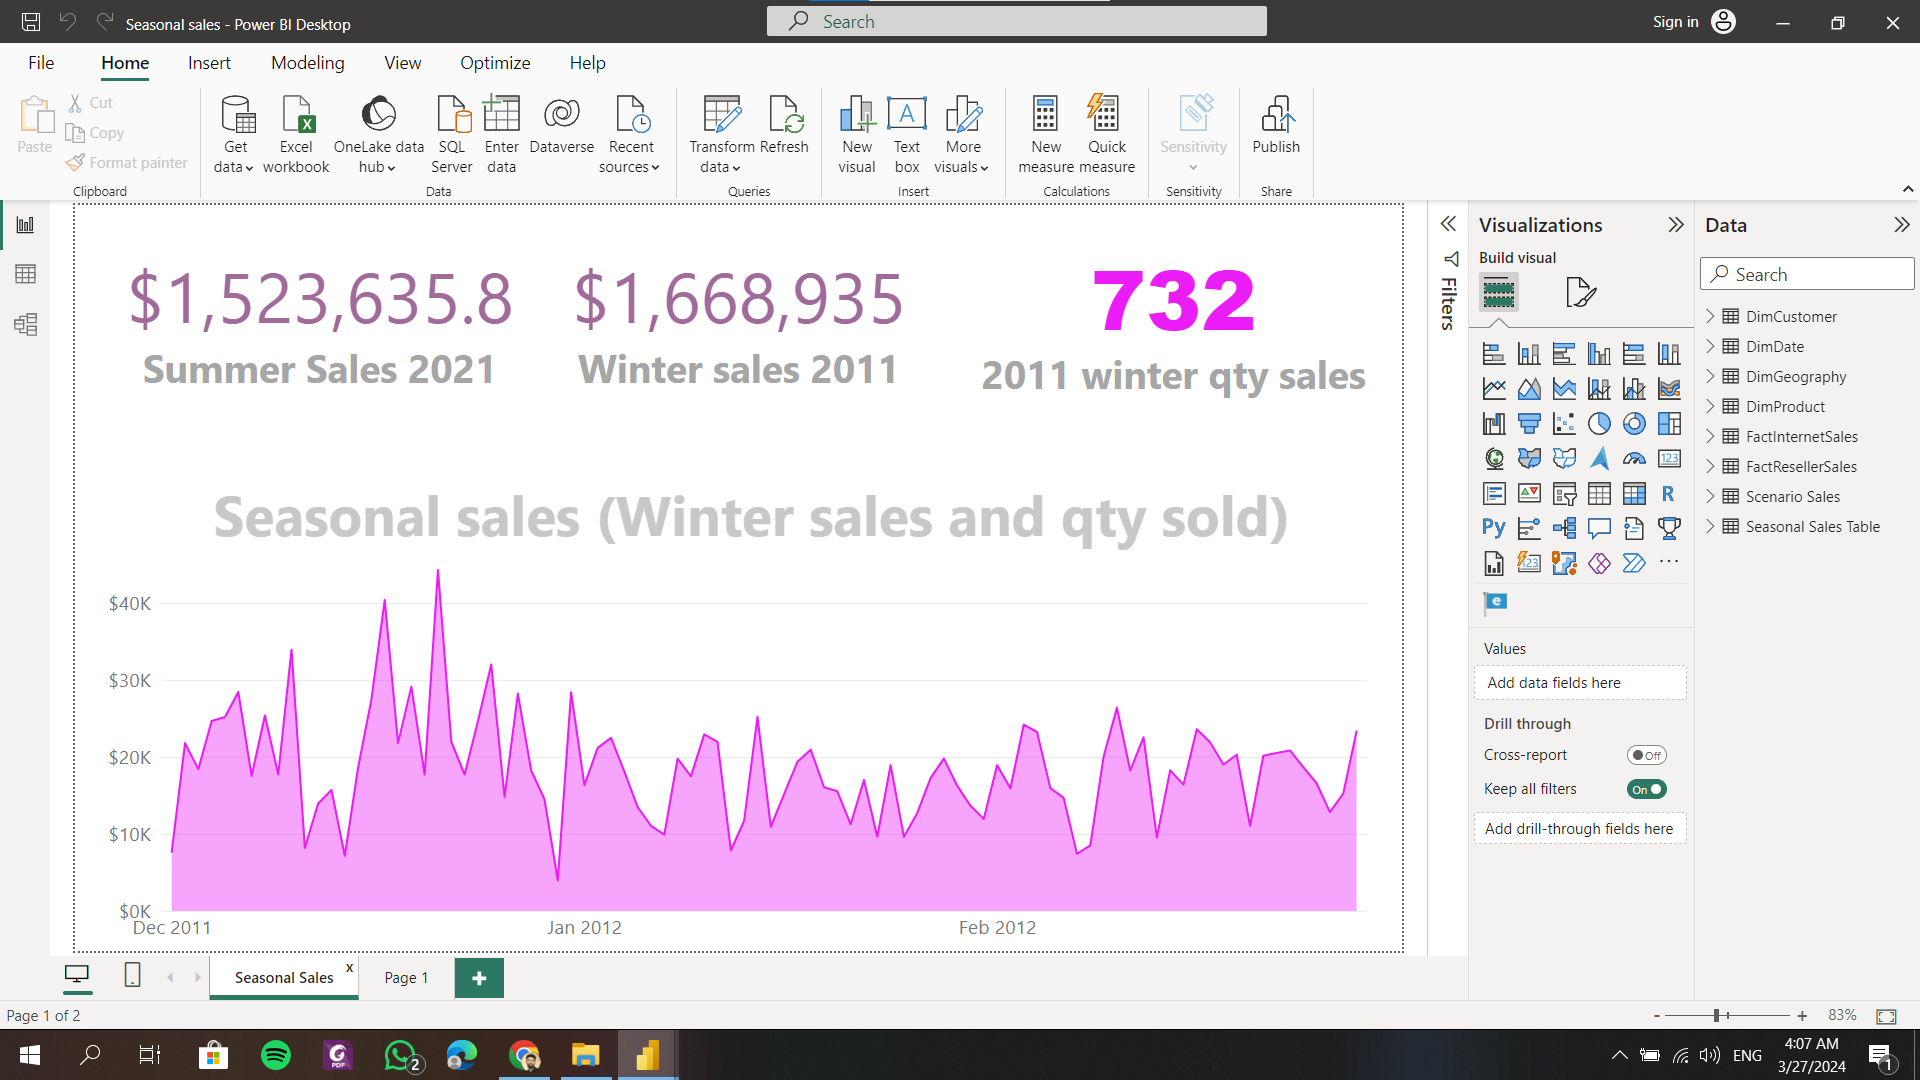 Seasonal sales - Power BI Desktop
Search
Sign in
File Home Insert Modeling View Optimize Help
Paste
Cut
Copy
Format painter
Clipboard
Get data
Excel workbook
OneLake data hub
SQL Server
Enter data
Dataverse
Recent sources
Data
Transform data
Refresh
Queries
New visual
Text box
More visuals
Insert
New measure
Quick measure
Calculations
Sensitivity
Sensitivity
Publish
Share
$1,523,635.8
Summer Sales 2021
$1,668,935
Winter sales 2011
732
2011 winter qty sales
Seasonal sales (Winter sales and qty sold)
$40K
$30K
$20K
$10K
$0K
Dec 2011 Jan 2012 Feb 2012
Filters
Visualizations
Build visual
123
R
Py
123
Values
Add data fields here
Drill through
Cross-report
Off
Keep all filters
On
Add drill-through fields here
Data
Search
DimCustomer
DimDate
DimGeography
DimProduct
FactInternetSales
FactResellerSales
Scenario Sales
Seasonal Sales Table
Seasonal Sales x
Page 1
+
Page 1 of 2
- + 83%
PDF
2
ENG
4:07 AM
3/27/2024
1